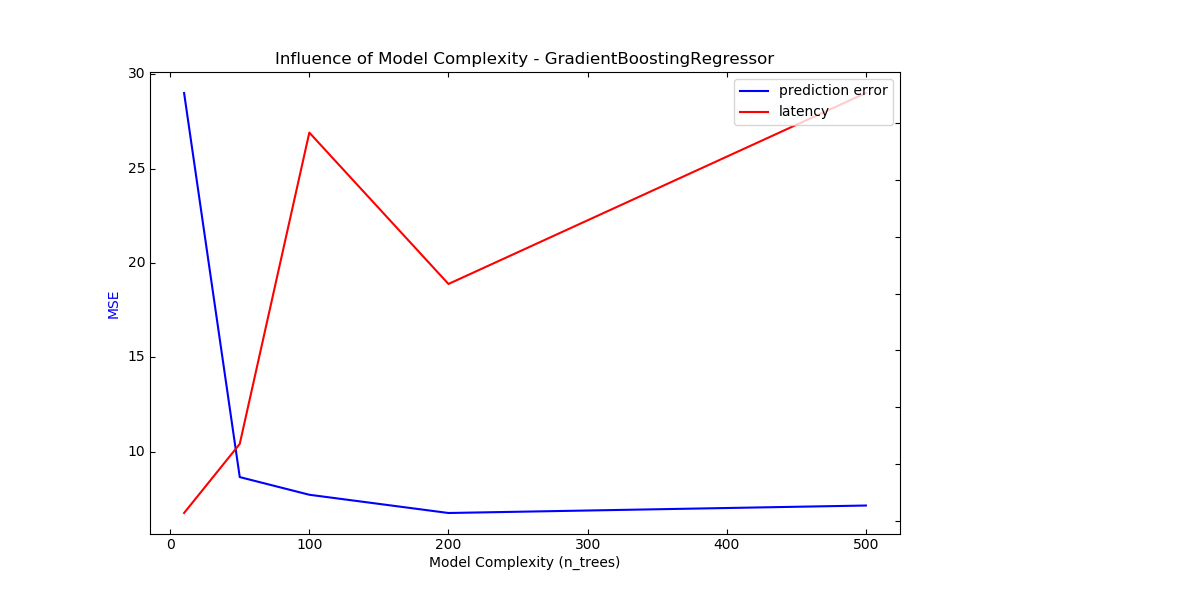 Influence of Model Complexity - GradientBoostingRegressor
prediction error
latency
30
25
20
15
10
MSE
0 100 200 300 400 500
Model Complexity (n_trees)